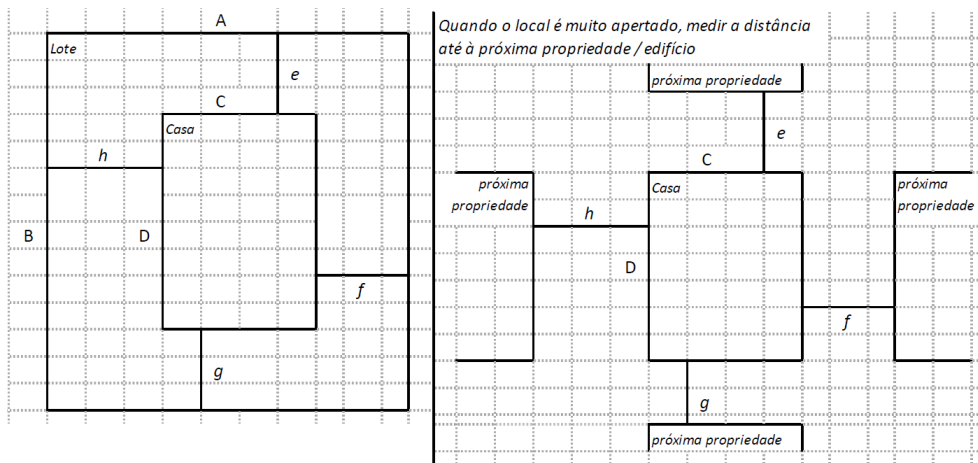 A
Lote
e
C
Casa
h
B
D
f
g
Quando o local é muito apertado, medir a distância
até à próxima propriedade / edifício
próxima propriedade
e
C
próxima
propriedade
Casa
próxima
propriedade
h
D
f
g
próxima propriedade